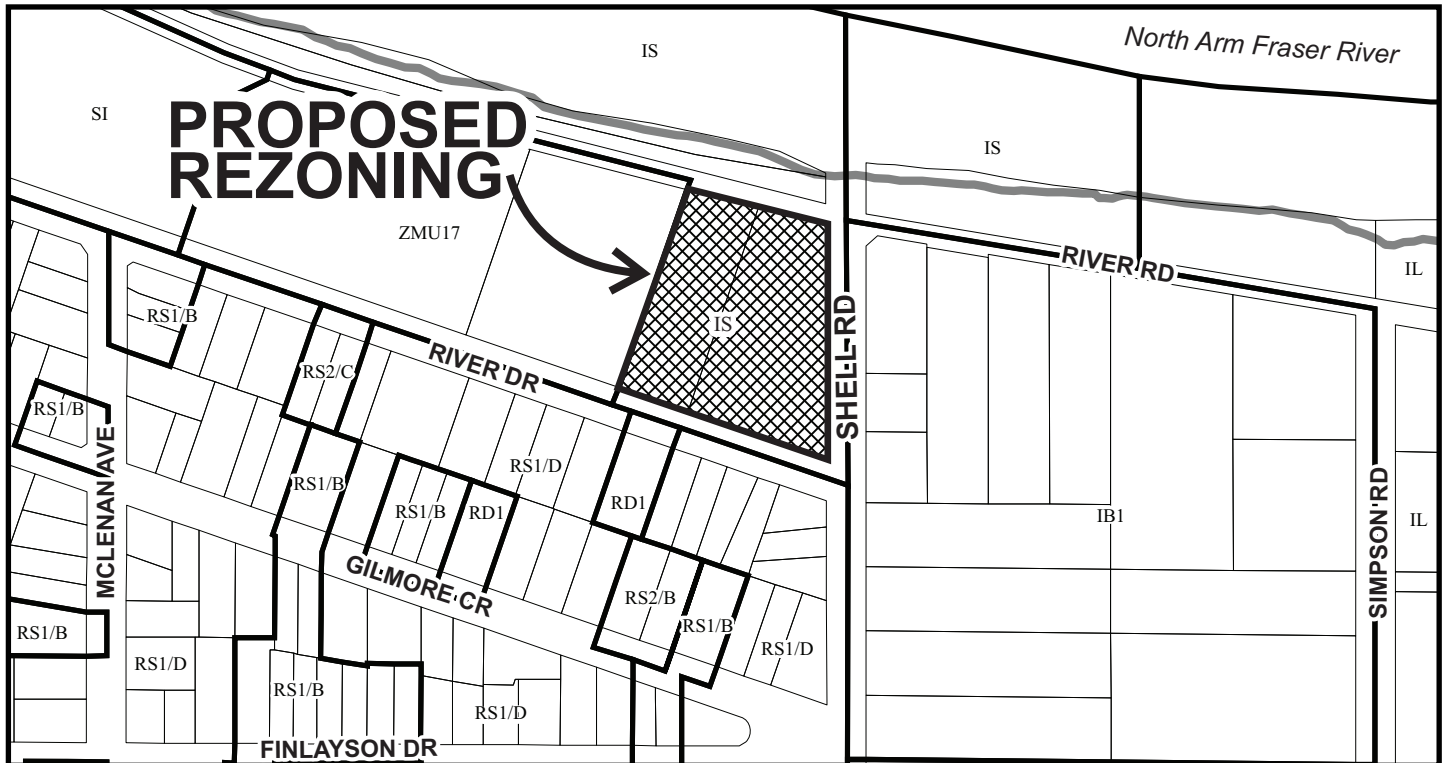 IS
North Arm Fraser River
SI
PROPOSED
REZONING
IS
ZMU17
RIVER RD
IL
RS1/B
IS
SHELL RD
RIVER DR
RS2/C
RS1/B
MCLENAN AVE
RS1/D
RS1/B
RS1/B
RD1
RD1
IB1
IL
SIMPSON RD
GILMORE CR
RS2/B
RS1/B
RS1/B
RS1/D
RS1/D
RS1/B
RS1/D
FINLAYSON DR